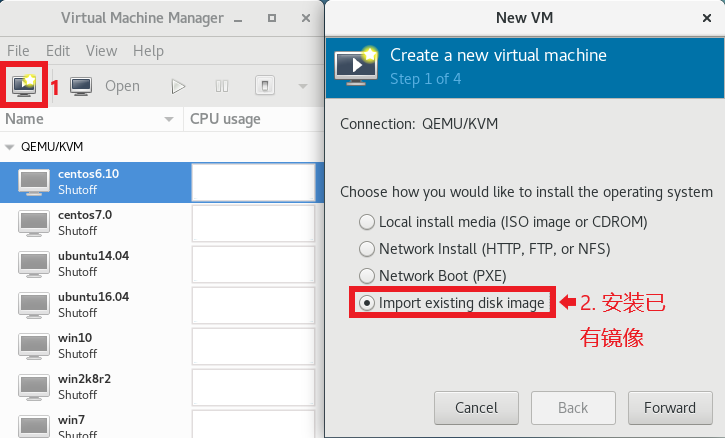 Virtual Machine Manager
File Edit View Help
1 Open
Name CPU usage
QEMU/KVM
centos6.10
Shutoff
centos7.0
Shutoff
ubuntu14.04
Shutoff
ubuntu16.04
Shutoff
win10
Shutoff
win2k8r2
Shutoff
win7
Shutoff
New VM
Create a new virtual machine
Step 1 of 4
Connection: QEMU/KVM
Choose how you would like to install the operating system
Local install media (ISO image or CDROM)
Network Install (HTTP, FTP, or NFS)
Network Boot (PXE)
Import existing disk image
2. 安装已
有镜像
Cancel Back Forward